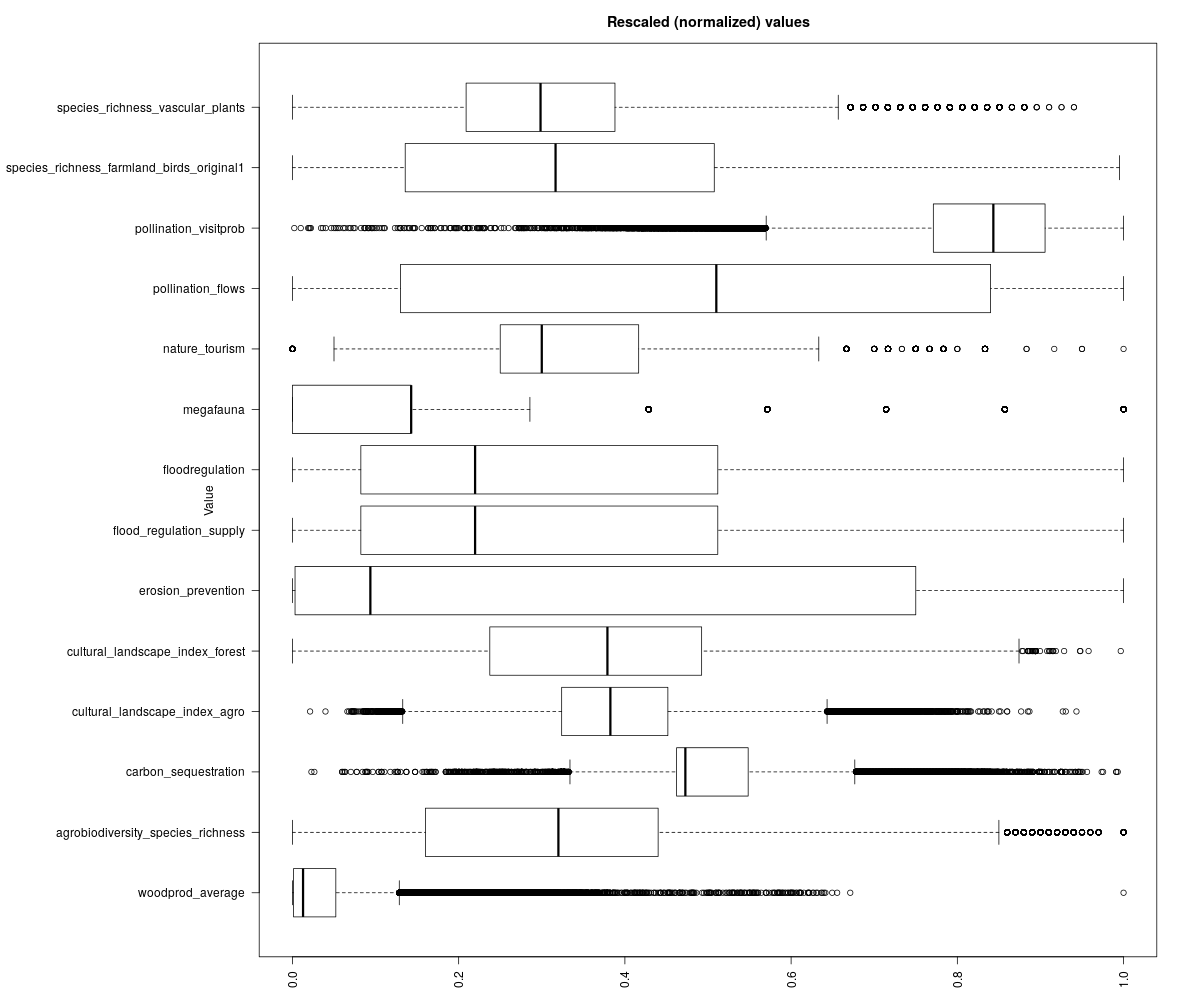 Rescaled (normalized) values
species_richness_vascular_plants
species_richness_farmland_birds_original1
pollination_visitprob
pollination_flows
nature_tourism
megafauna
floodregulation
Value
flood_regulation_supply
erosion_prevention
cultural_landscape_index_forest
cultural_landscape_index_agro
carbon_sequestration
agrobiodiversity_species_richness
woodprod_average
0.0 0.2 0.4 0.6 0.8 1.0